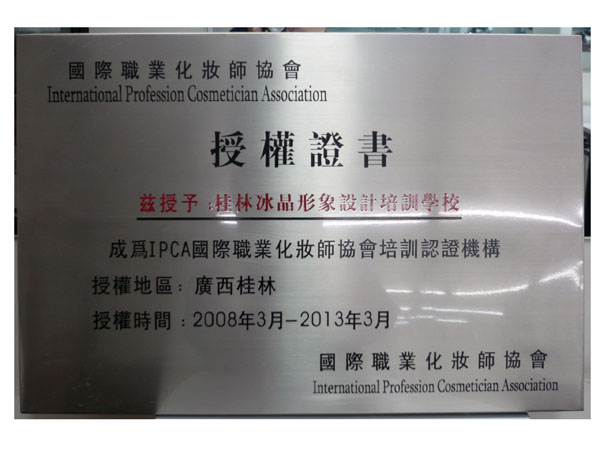 國際職業化妝師協會
International Profession Cosmetician Association
授權證書
兹授予：桂林冰晶形象設計培訓學校
成爲IPCA國際職業化妝師協會培訓認證機構
授權地區：廣西桂林
授權時間：2008年3月-2013年3月
國際職業化妝師協會
International Profession Cosmetician Association